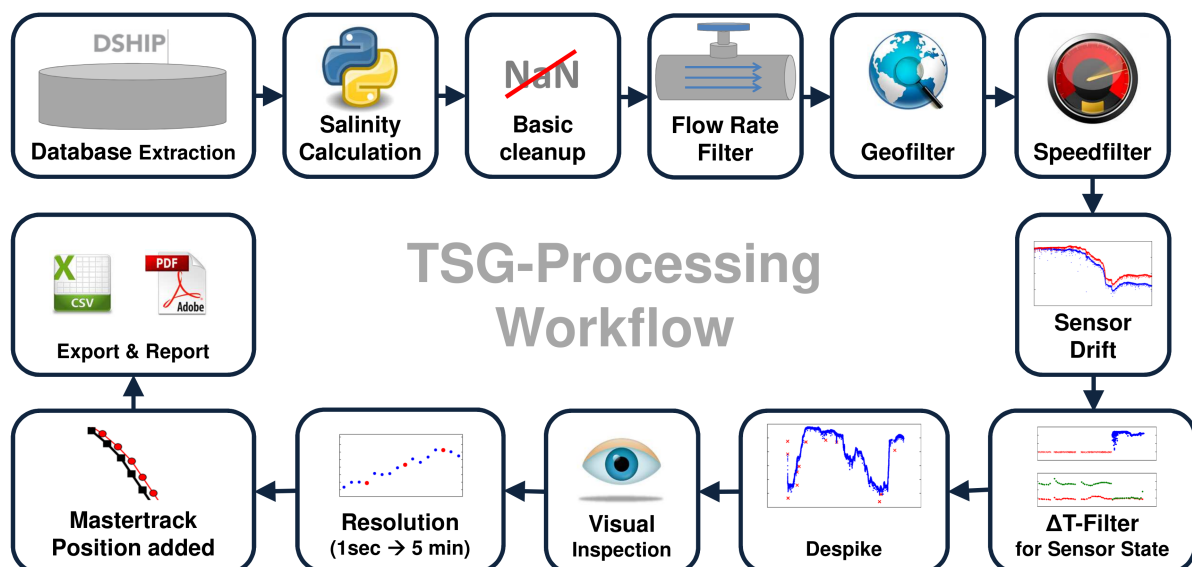 DSHIP
Database Extraction
Salinity
Calculation
NaN
Basic
cleanup
Flow Rate
Filter
Geofilter
Speedfilter
TSG-Processing
Workflow
Sensor
Drift
X
CSV
PDF
Adobe
Export & Report
Mastertrack
Position added
Resolution
(1sec → 5 min)
Visual
Inspection
Despike
ΔT-Filter
for Sensor State